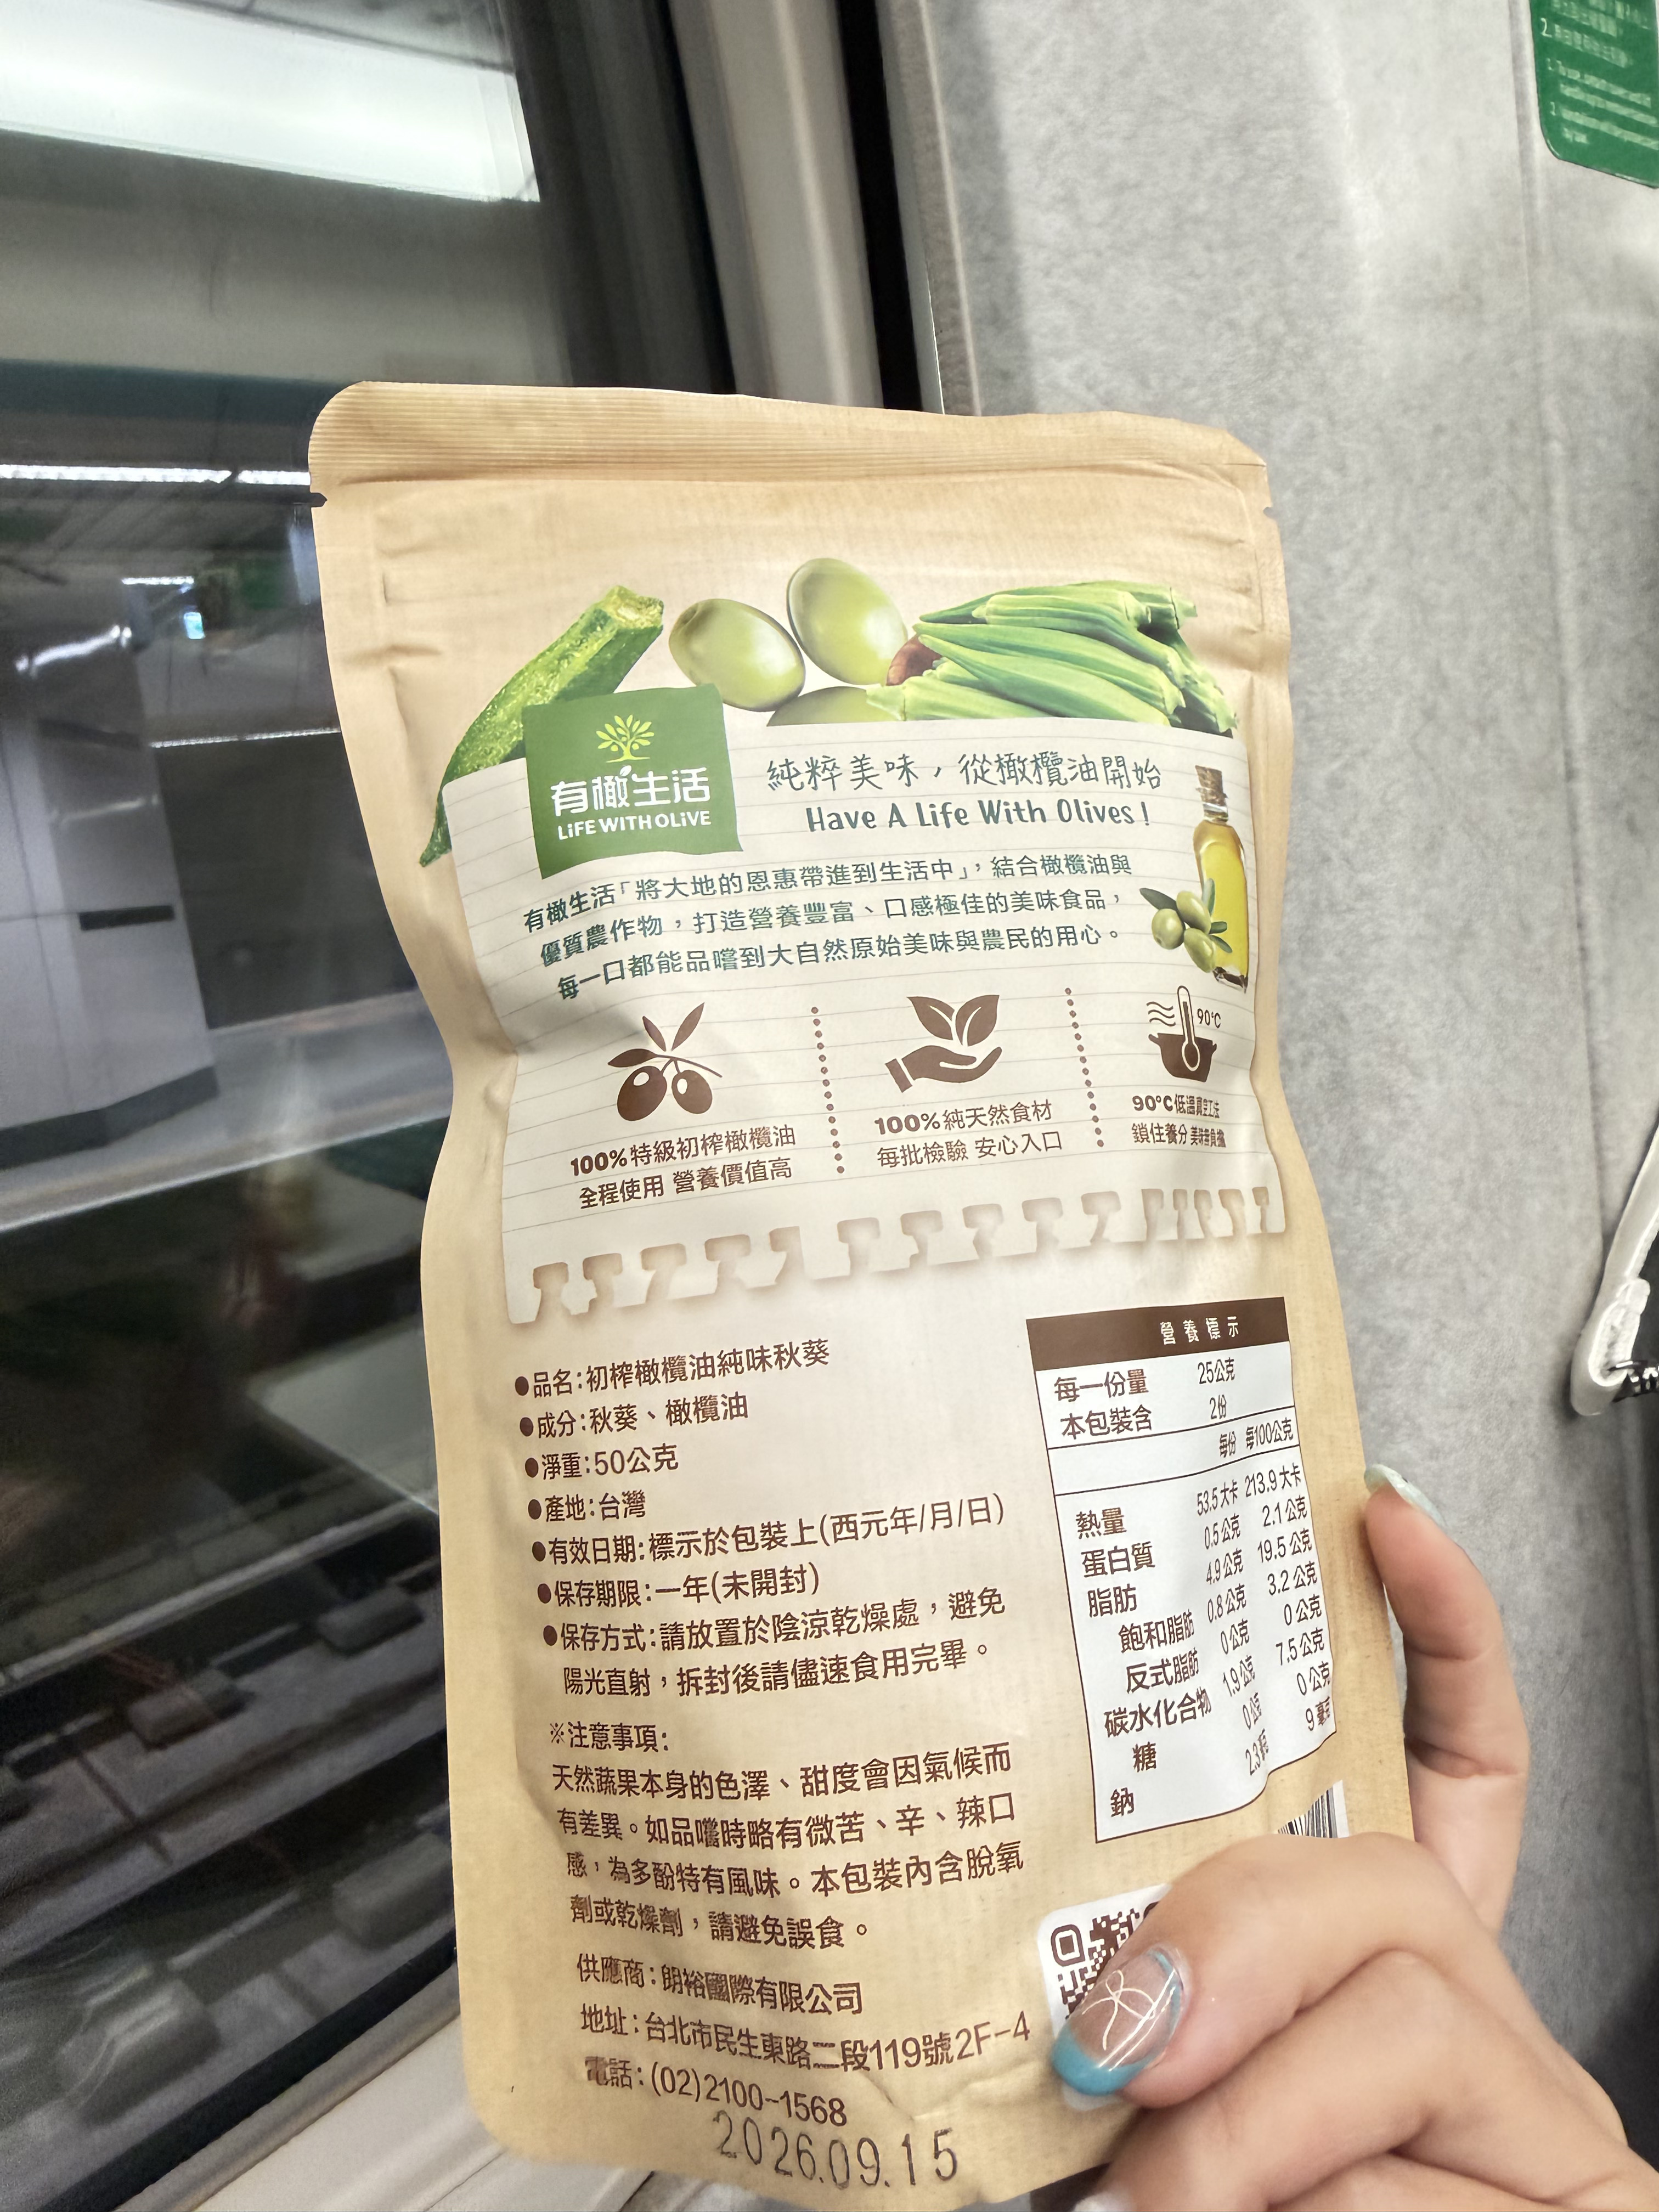 有橄生活
LiFE WITH OLiVE
純粹美味，從橄欖油開始
Have A Life With Olives!
有橄生活「將大地的恩惠帶進到生活中」，結合橄欖油與
優質農作物，打造營養豐富、口感極佳的美味食品，
每一口都能品嚐到大自然原始美味與農民的用心。
90°C
100%特級初榨橄欖油
全程使用 營養價值高
100%純天然食材
每批檢驗 安心入口
90°C低溫真空工法
鎖住養分 美味無負擔
●品名:初榨橄欖油純味秋葵
●成分:秋葵、橄欖油
●淨重:50公克
●產地:台灣
●有效日期:標示於包裝上(西元年/月/日)
●保存期限:一年(未開封)
●保存方式:請放置於陰涼乾燥處，避免
陽光直射，拆封後請儘速食用完畢。
※注意事項:
天然蔬果本身的色澤、甜度會因氣候而
有差異。如品嚐時略有微苦、辛、辣口
感，為多酚特有風味。本包裝內含脫氧
劑或乾燥劑，請避免誤食。
供應商:朗裕國際有限公司
地址:台北市民生東路二段119號2F-4
電話:(02)2100-1568
2026.09.15
營養標示
每一份量 25公克
本包裝含 2份
每份 每100公克
熱量 53.5大卡 213.9大卡
蛋白質 0.5公克 2.1公克
脂肪 4.9公克 19.5公克
飽和脂肪 0.8公克 3.2公克
反式脂肪 0公克 0公克
碳水化合物 1.9公克 7.5公克
糖 0公克 0公克
鈉 2.3毫克 9毫克